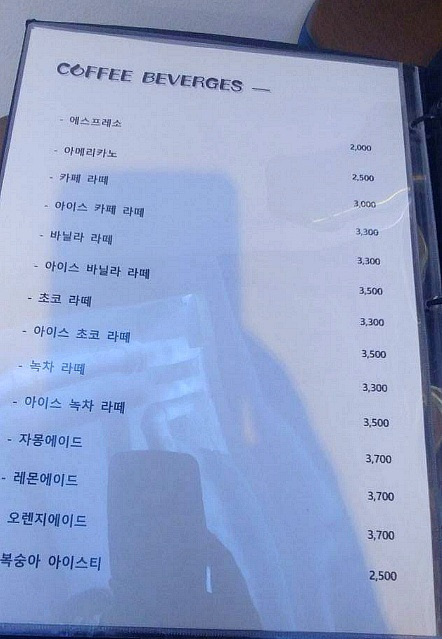 COFFEE BEVERGES —
- 에스프레소 2,000
- 아메리카노 2,500
- 카페 라떼 3,000
- 아이스 카페 라떼 3,300
- 바닐라 라떼 3,300
- 아이스 바닐라 라떼 3,500
- 초코 라떼 3,300
- 아이스 초코 라떼 3,500
- 녹차 라떼 3,300
- 아이스 녹차 라떼 3,500
- 자몽에이드 3,700
- 레몬에이드 3,700
오렌지에이드 3,700
복숭아 아이스티 2,500